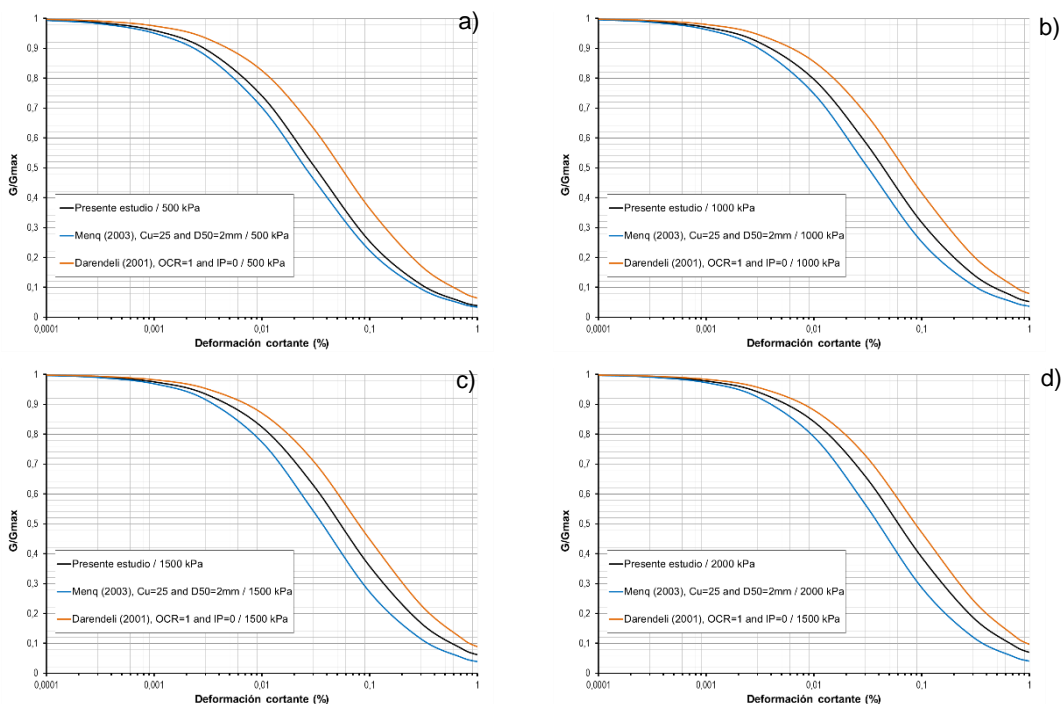 a)
G/Gmax
1
0,9
0,8
0,7
0,6
0,5
0,4
0,3
0,2
0,1
0
Presente estudio / 500 kPa
Menq (2003), Cu=25 and D50=2mm / 500 kPa
Darendeli (2001), OCR=1 and IP=0 / 500 kPa
0,0001 0,001 0,01 0,1 1
Deformación cortante (%)
b)
G/Gmax
1
0,9
0,8
0,7
0,6
0,5
0,4
0,3
0,2
0,1
0
Presente estudio / 1000 kPa
Menq (2003), Cu=25 and D50=2mm / 1000 kPa
Darendeli (2001), OCR=1 and IP=0 / 1000 kPa
0,0001 0,001 0,01 0,1 1
Deformación cortante (%)
c)
G/Gmax
1
0,9
0,8
0,7
0,6
0,5
0,4
0,3
0,2
0,1
0
Presente estudio / 1500 kPa
Menq (2003), Cu=25 and D50=2mm / 1500 kPa
Darendeli (2001), OCR=1 and IP=0 / 1500 kPa
0,0001 0,001 0,01 0,1 1
Deformación cortante (%)
d)
G/Gmax
1
0,9
0,8
0,7
0,6
0,5
0,4
0,3
0,2
0,1
0
Presente estudio / 2000 kPa
Menq (2003), Cu=25 and D50=2mm / 2000 kPa
Darendeli (2001), OCR=1 and IP=0 / 1500 kPa
0,0001 0,001 0,01 0,1 1
Deformación cortante (%)